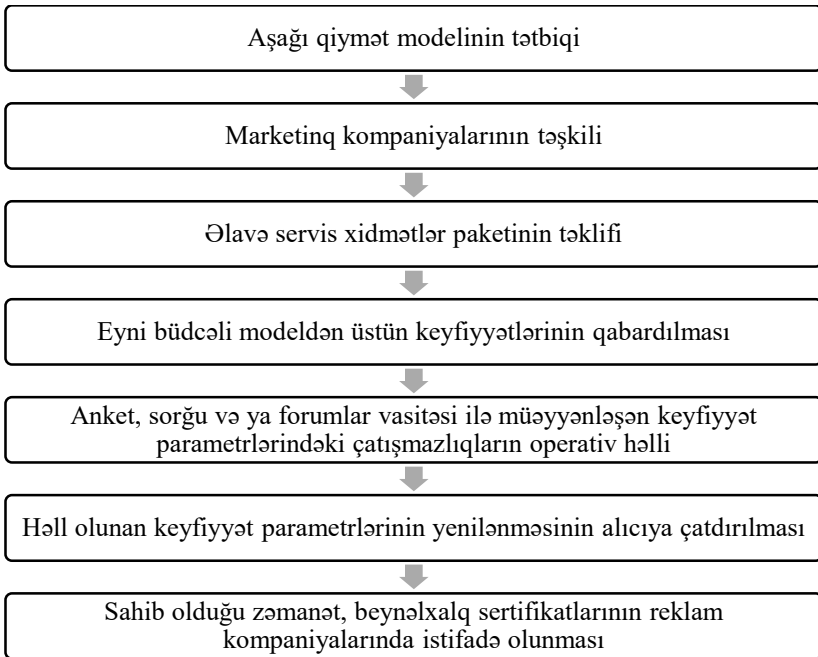 Aşağı qiymət modelinin tətbiqi
Marketinq kompaniyalarının təşkili
Əlavə servis xidmətlər paketinin təklifi
Eyni büdcəli modeldən üstün keyfiyyətlərinin qabardılması
Anket, sorğu və ya forumlar vasitəsi ilə müəyyənləşən keyfiyyət
parametrlərindəki çatışmazlıqların operativ həlli
Həll olunan keyfiyyət parametrlərinin yenilənməsinin alıcıya çatdırılması
Sahib olduğu zəmanət, beynəlxalq sertifikatlarının reklam
kompaniyalarında istifadə olunması